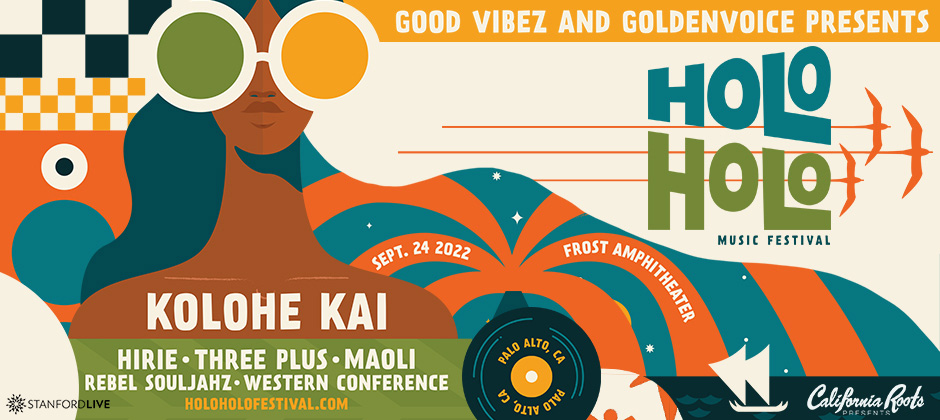 GOOD VIBEZ AND GOLDENVOICE PRESENTS
HOLO
HOLO
MUSIC FESTIVAL
SEPT. 24 2022
FROST AMPHITHEATER
KOLOHE KAI
HIRIE • THREE PLUS • MAOLI
REBEL SOULJAHZ • WESTERN CONFERENCE
HOLOHOLOFESTIVAL.COM
PALO ALTO, CA
PALO ALTO, CA
STANFORDLIVE
California Roots
PRESENTS